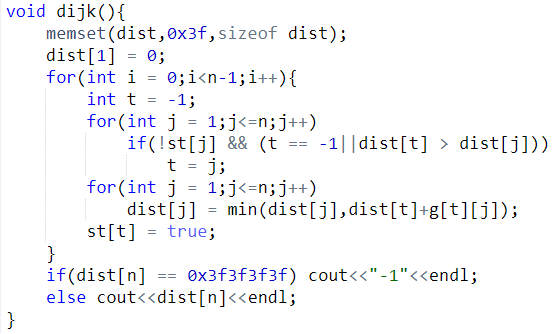 void dijk(){
    memset(dist,0x3f,sizeof dist);
    dist[1] = 0;
    for(int i = 0;i<n-1;i++){
        int t = -1;
        for(int j = 1;j<=n;j++)
            if(!st[j] && (t == -1||dist[t] > dist[j]))
                t = j;
        for(int j = 1;j<=n;j++)
            dist[j] = min(dist[j],dist[t]+g[t][j]);
        st[t] = true;
    }
    if(dist[n] == 0x3f3f3f3f) cout<<"-1"<<endl;
    else cout<<dist[n]<<endl;
}